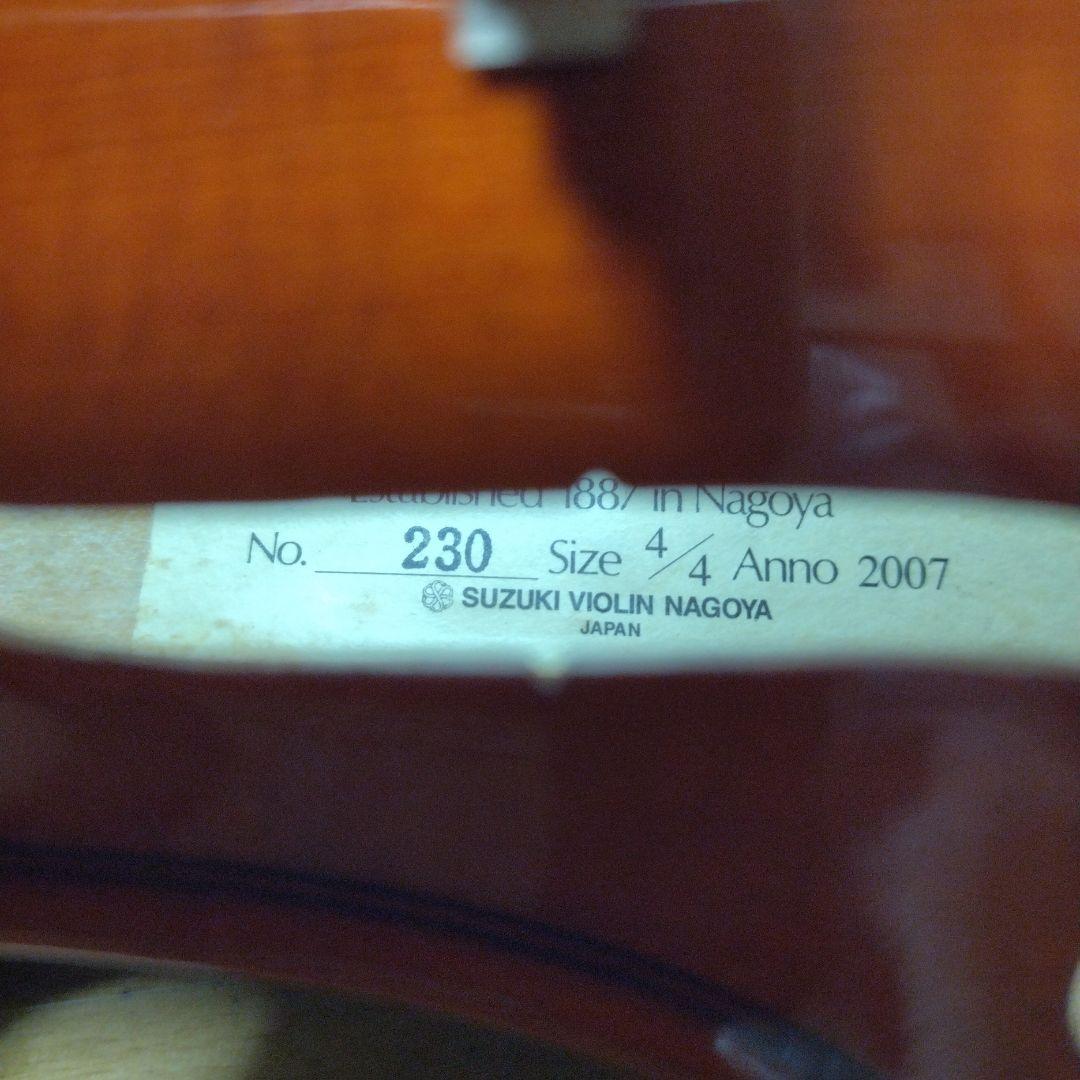 Established 1887 in Nagoya
No. 230 Size 4/4 Anno 2007
SUZUKI VIOLIN NAGOYA
JAPAN